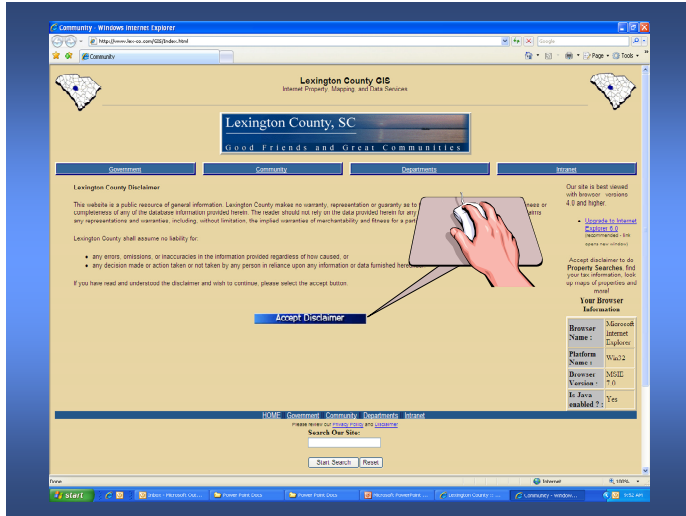 Community - Windows Internet Explorer
http://www.lex-co.com/GIS/Index.html
Google
Community
Page
Tools
Lexington County GIS
Internet Property, Mapping, and Data Services
Lexington County, SC
Good Friends and Great Communities
Government Community Departments Intranet
Lexington County Disclaimer
This website is a public resource of general information. Lexington County makes no warranty, representation or guaranty as to
completeness of any of the database information provided herein. The reader should not rely on the data provided herein for any
any representations and warranties, including, without limitation, the implied warranties of merchantability and fitness for a
Lexington County shall assume no liability for:
any errors, omissions, or inaccuracies in the information provided regardless of how caused, or
any decision made or action taken or not taken by any person in reliance upon any information or data furnished
If you have read and understood the disclaimer and wish to continue, please select the accept button.
Accept Disclaimer
Our site is best
viewed
with browser versions
4.0 and higher.
Upgrade to Internet
Explorer 6.0
(recommended - link
opens new window)
Accept disclaimer to do
Property Searches, find
your tax information, look
up maps of properties and
more!
Your Browser
Information
Browser Name : Microsoft Internet Explorer
Platform Name : Win32
Browser Version : MSIE 7.0
Is Java enabled ? : Yes
HOME Government Community Departments Intranet
Please review our Privacy Policy and Disclaimer
Search Our Site:
Start Search Reset
Done
Internet
100%
start
Inbox - Microsoft Out...
Power Point Docs
Power Point Docs
Microsoft PowerPoint ...
Lexington County ...
Community - Window...
9:52 AM